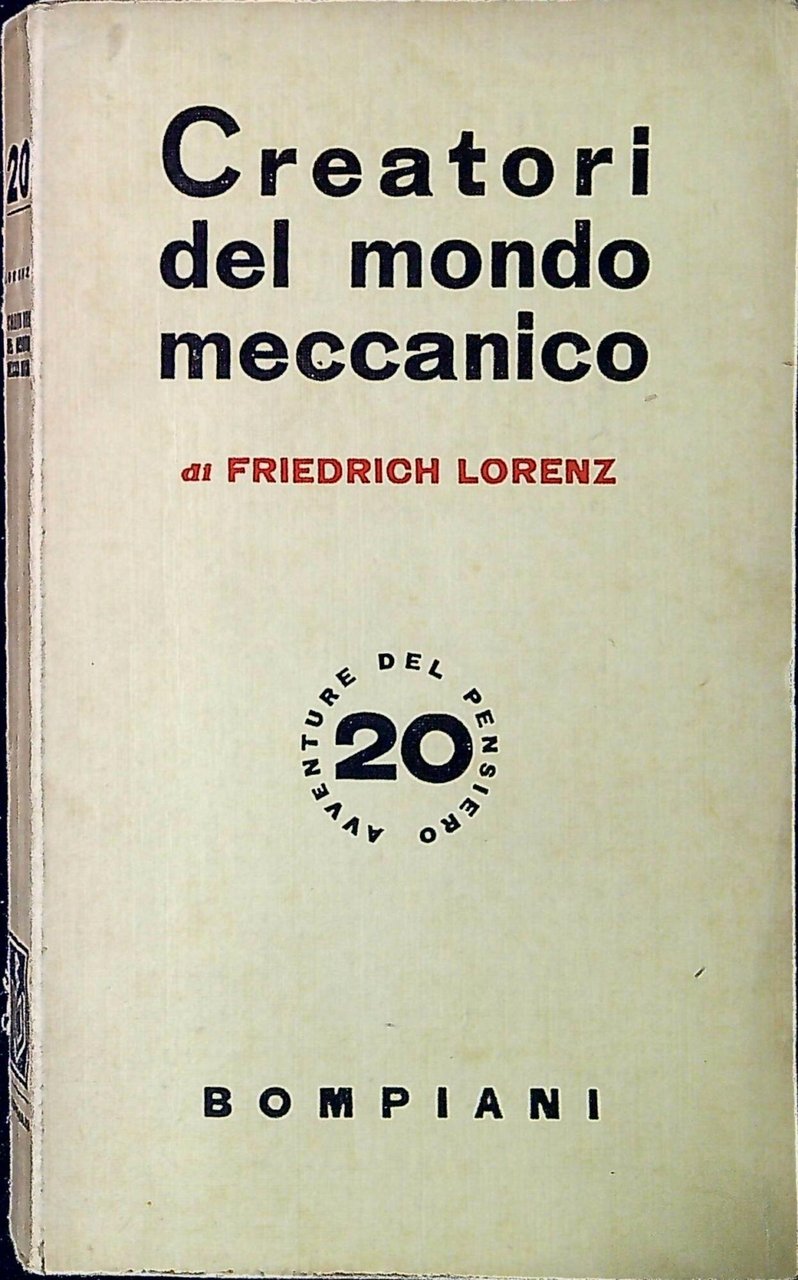 Creatori
del mondo
meccanico
di FRIEDRICH LORENZ
AVVENTURE DEL PENSIERO
20
BOMPIANI
20